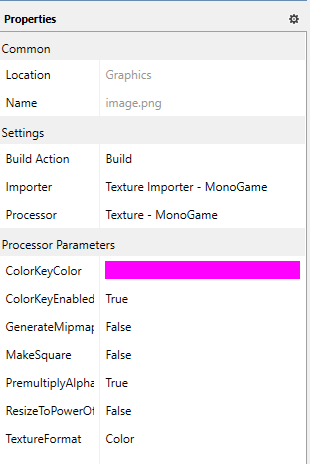 Properties
Common
Location Graphics
Name image.png
Settings
Build Action Build
Importer Texture Importer - MonoGame
Processor Texture - MonoGame
Processor Parameters
ColorKeyColor
ColorKeyEnabled True
GenerateMipmap False
MakeSquare False
PremultiplyAlpha True
ResizeToPowerOf False
TextureFormat Color